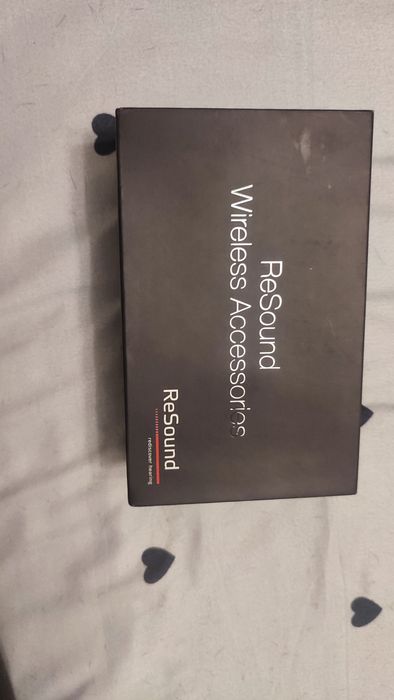 ReSound
Wireless Accessories
ReSound
rediscover hearing